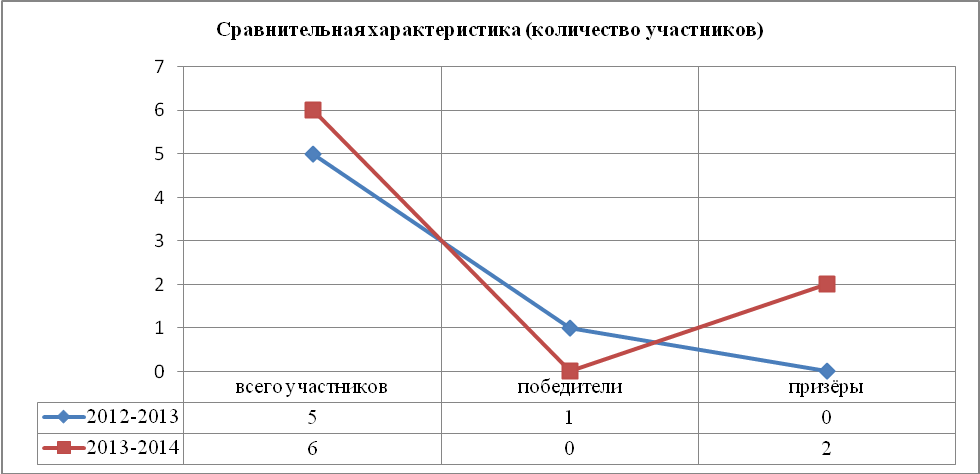 Сравнительная характеристика (количество участников)
7
6
5
4
3
2
1
0
всего участников победители призёры
2012-2013 5 1 0
2013-2014 6 0 2